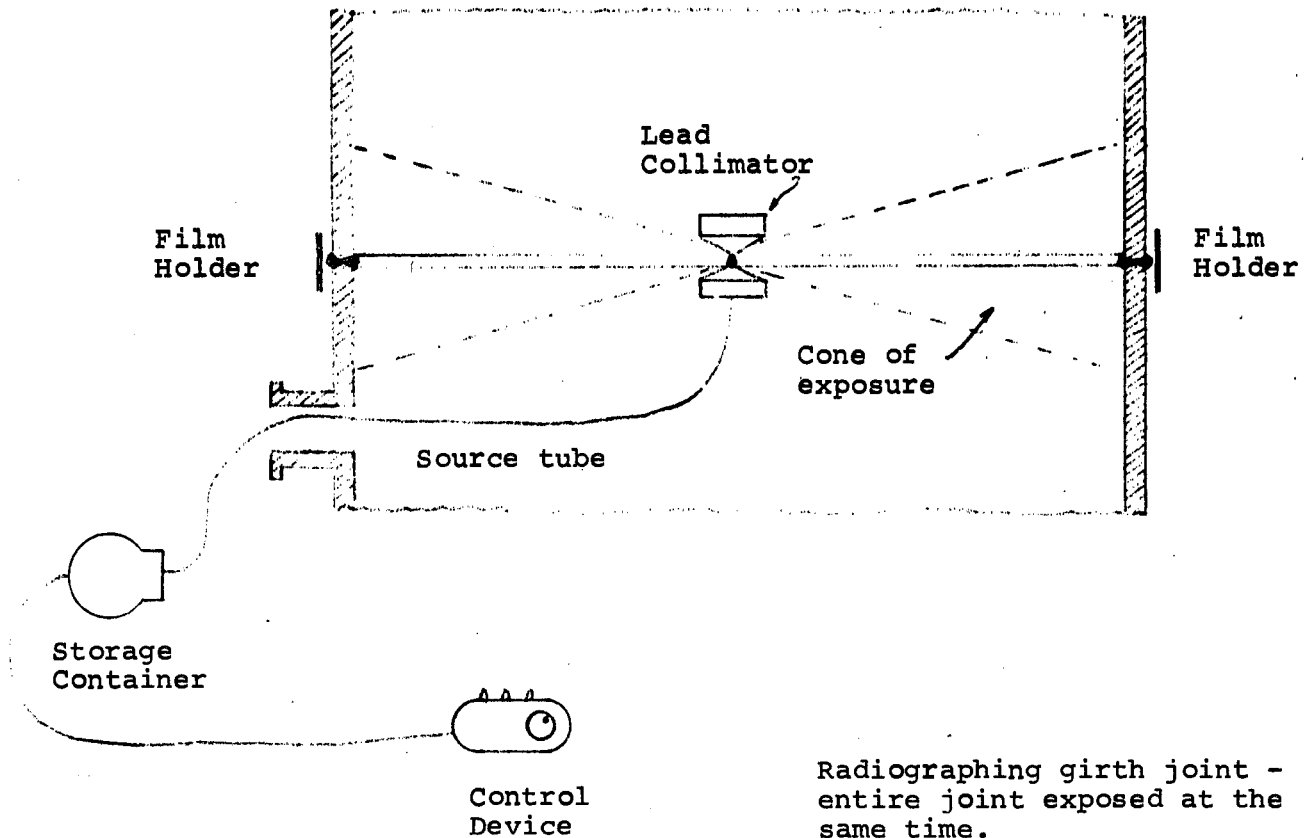 Lead
Collimator
Film
Holder
Film
Holder
Cone of
exposure
Source tube
Storage
Container
Control
Device
Radiographing girth joint -
entire joint exposed at the
same time.